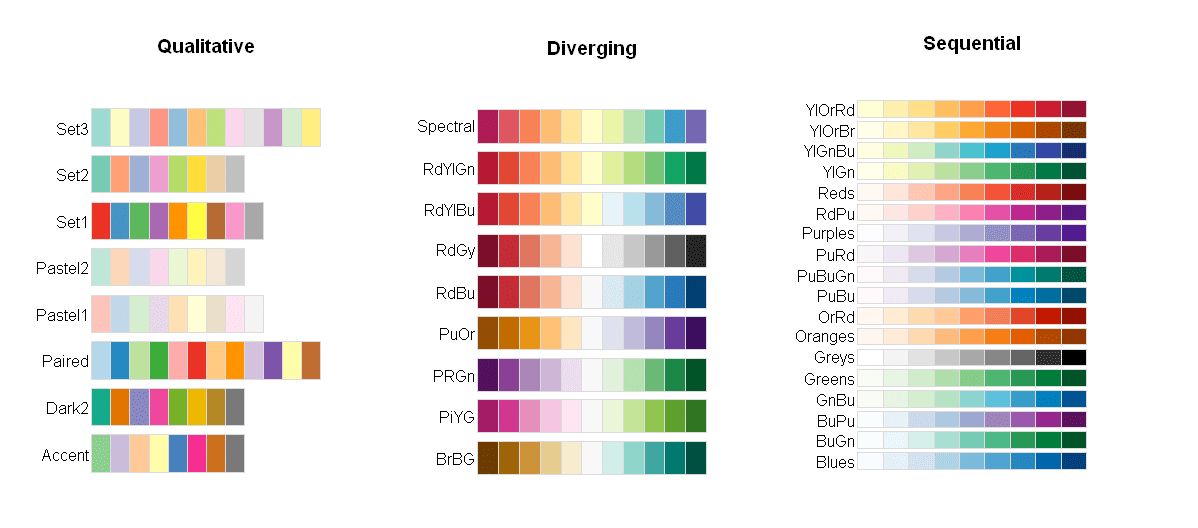 Qualitative
Set3
Set2
Set1
Pastel2
Pastel1
Paired
Dark2
Accent
Diverging
Spectral
RdYlGn
RdYlBu
RdGy
RdBu
PuOr
PRGn
PiYG
BrBG
Sequential
YlOrRd
YlOrBr
YlGnBu
YlGn
Reds
RdPu
Purples
PuRd
PuBuGn
PuBu
OrRd
Oranges
Greys
Greens
GnBu
BuPu
BuGn
Blues